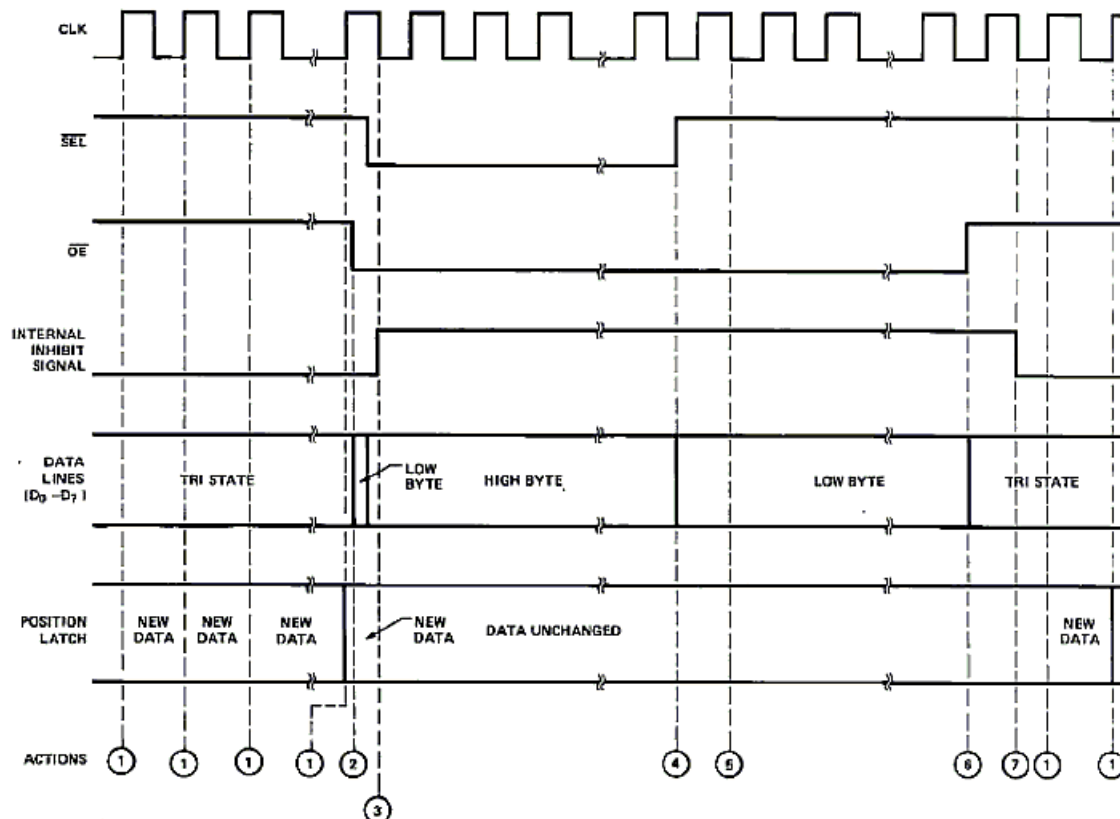 CLK
SEL
OE
INTERNAL
INHIBIT
SIGNAL
DATA
LINES
(D0 –D7)
TRI STATE
LOW
BYTE
HIGH BYTE
LOW BYTE
TRI STATE
POSITION
LATCH
NEW
DATA
NEW
DATA
NEW
DATA
NEW
DATA
DATA UNCHANGED
NEW
DATA
ACTIONS
1 1 1 1 2 4 5 6 7 1 1
3